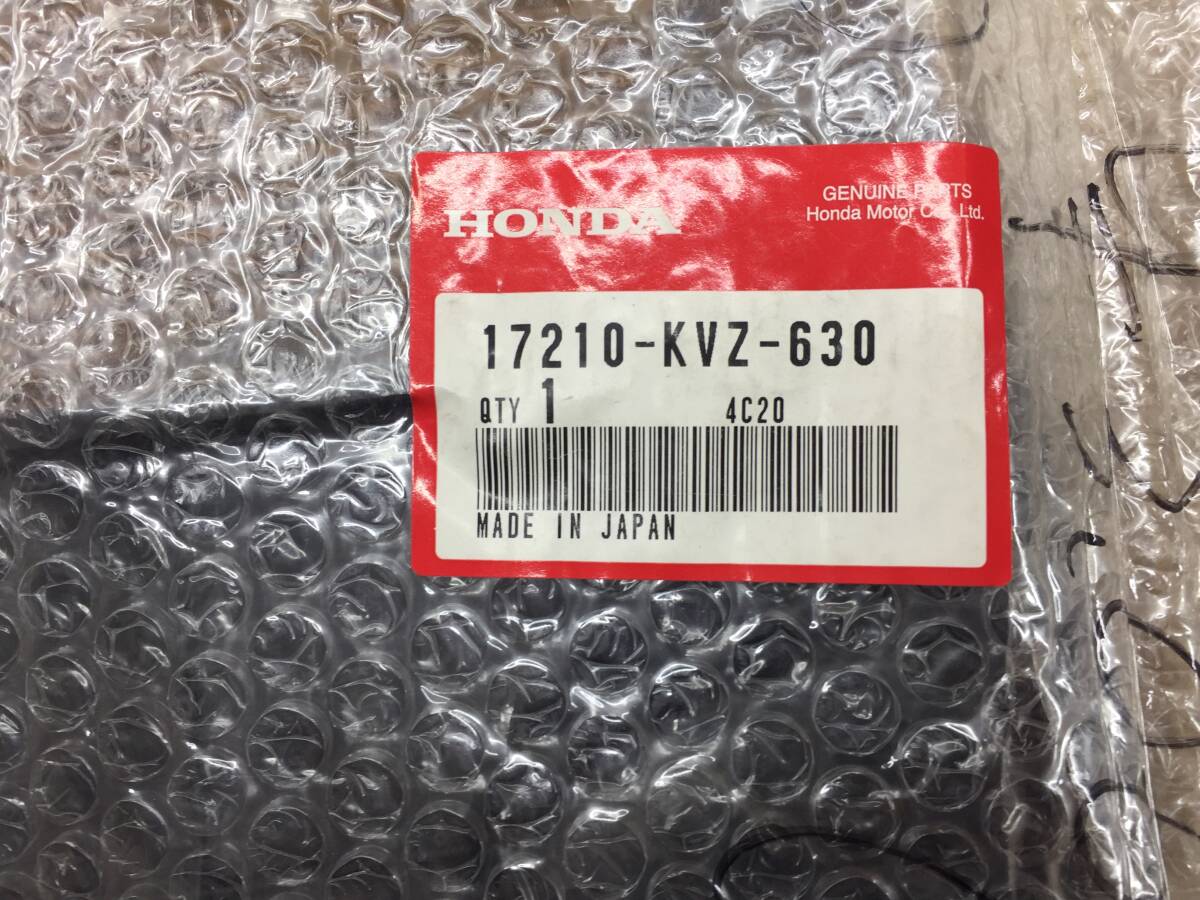 HONDA
GENUINE PARTS
Honda Motor Co., Ltd.
17210-KVZ-630
QTY 1 4C20
MADE IN JAPAN